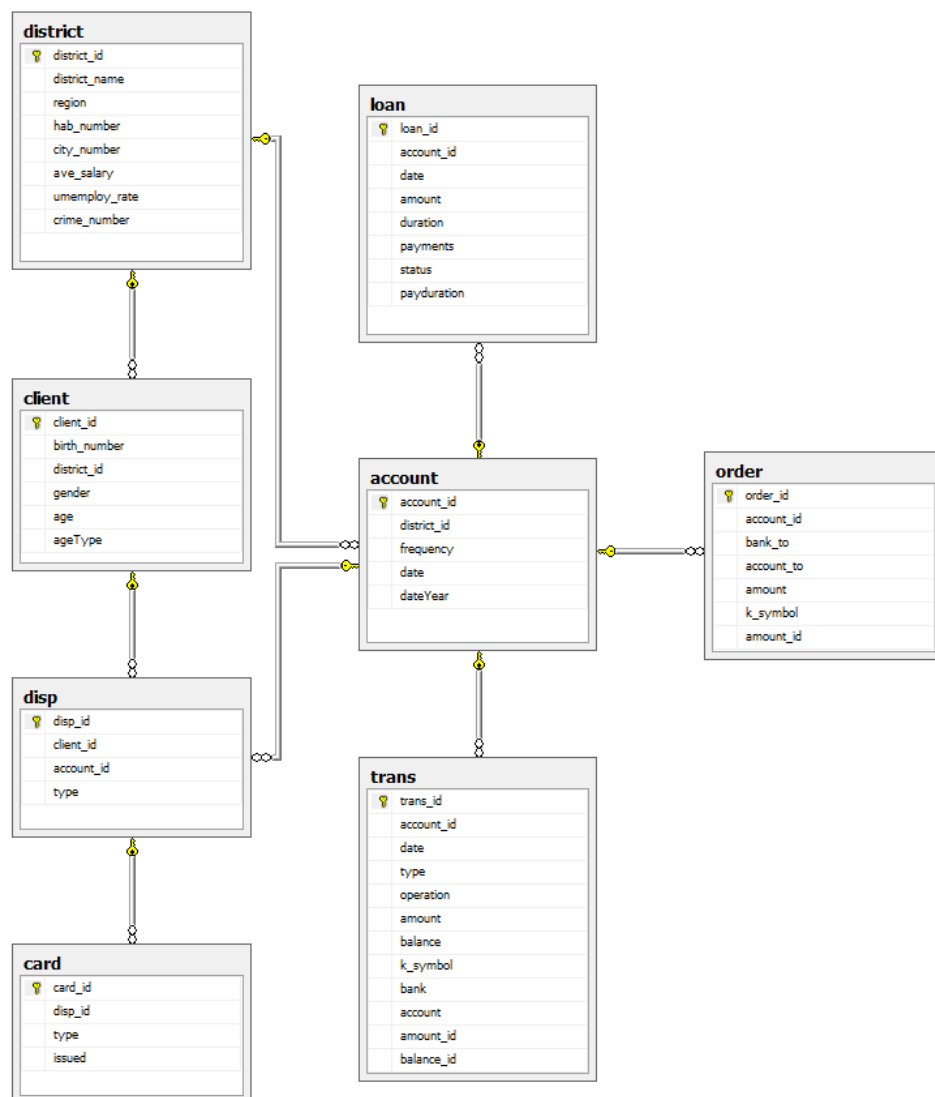 district
district_id
district_name
region
hab_number
city_number
ave_salary
umemploy_rate
crime_number
loan
loan_id
account_id
date
amount
duration
payments
status
payduration
client
client_id
birth_number
district_id
gender
age
ageType
account
account_id
district_id
frequency
date
dateYear
order
order_id
account_id
bank_to
account_to
amount
k_symbol
amount_id
disp
disp_id
client_id
account_id
type
trans
trans_id
account_id
date
type
operation
amount
balance
k_symbol
bank
account
amount_id
balance_id
card
card_id
disp_id
type
issued